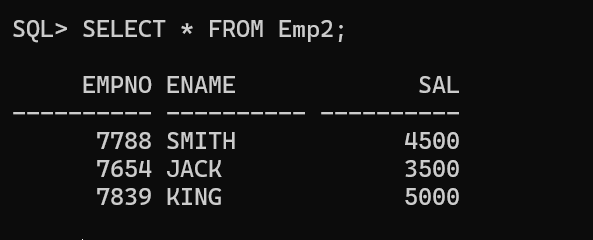 SQL> SELECT * FROM Emp2;
EMPNO ENAME SAL
---------- ---------- ----------
7788 SMITH 4500
7654 JACK 3500
7839 KING 5000